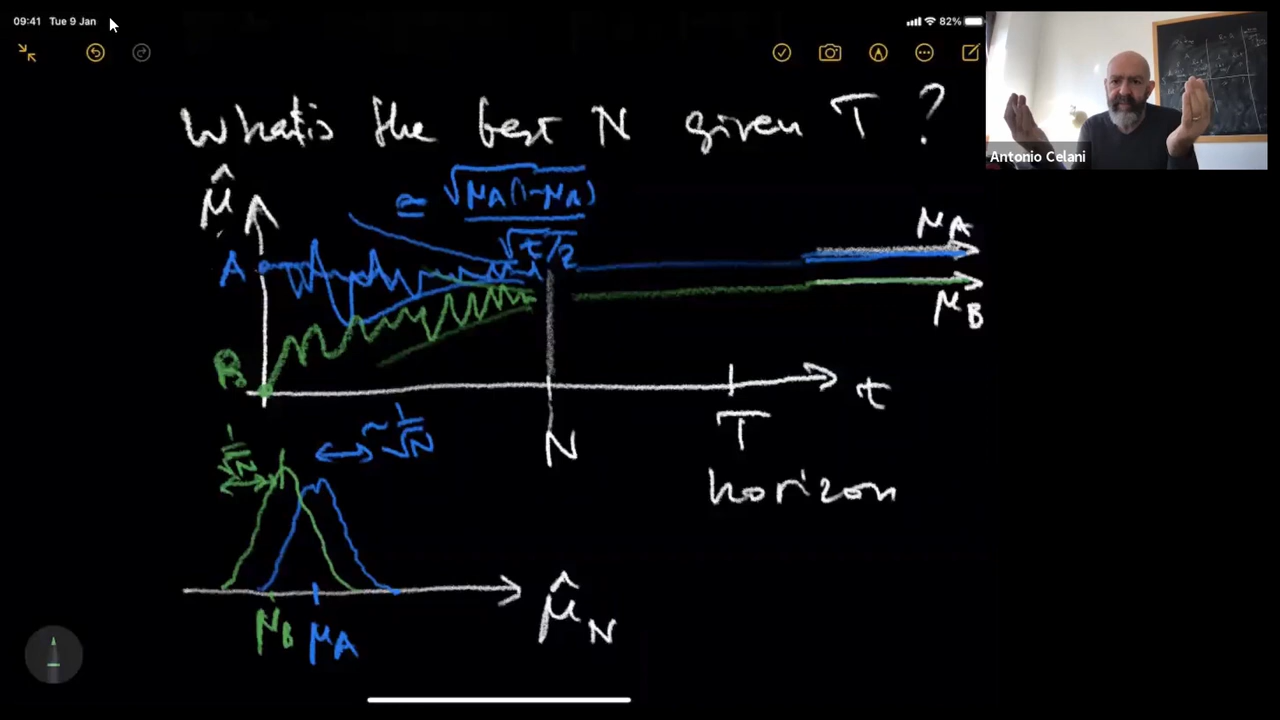 09:41 Tue 9 Jan
82%
What's the best N given T ?
Antonio Celani
μ̂
≃ √μA(1-μA)
√t/2
A
μA
μB
B
t
N
T
horizon
1/√N
~ 1/√N
μ̂N
μB μA